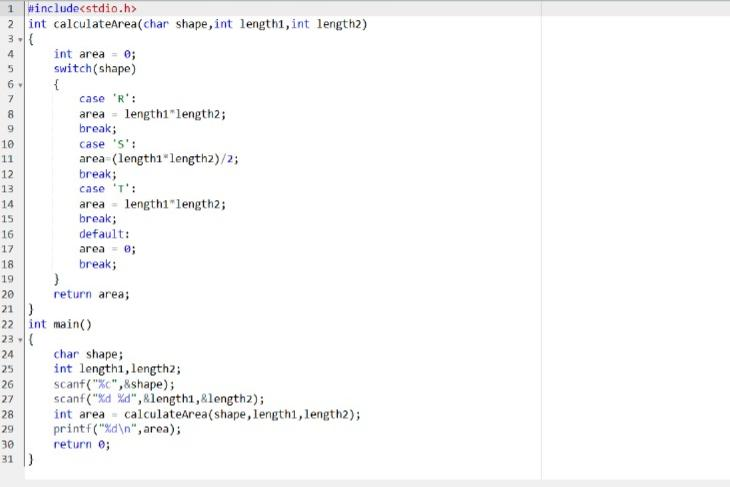 1 #include<stdio.h>
2 int calculateArea(char shape,int length1,int length2)
3 {
4 int area = 0;
5 switch(shape)
6 {
7 case 'R':
8 area = length1*length2;
9 break;
10 case 'S':
11 area=(length1*length2)/2;
12 break;
13 case 'T':
14 area = length1*length2;
15 break;
16 default:
17 area = 0;
18 break;
19 }
20 return area;
21 }
22 int main()
23 {
24 char shape;
25 int length1,length2;
26 scanf("%c",&shape);
27 scanf("%d %d",&length1,&length2);
28 int area = calculateArea(shape,length1,length2);
29 printf("%d\n",area);
30 return 0;
31 }